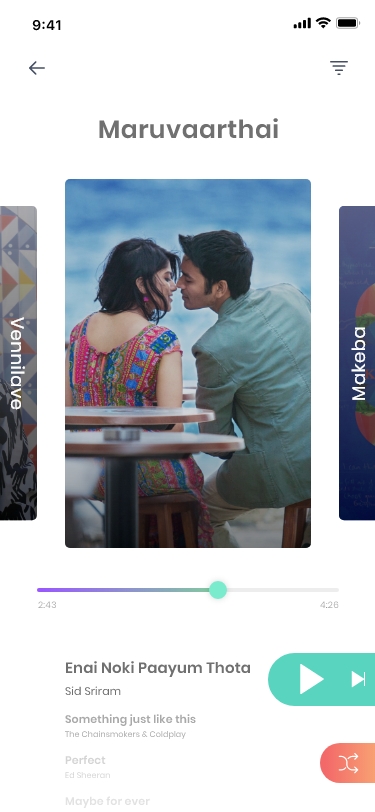 9:41
Maruvaarthai
Vennilave
Makeba
2:43
4:26
Enai Noki Paayum Thota
Sid Sriram
Something just like this
The Chainsmokers & Coldplay
Perfect
Ed Sheeran
Maybe for ever